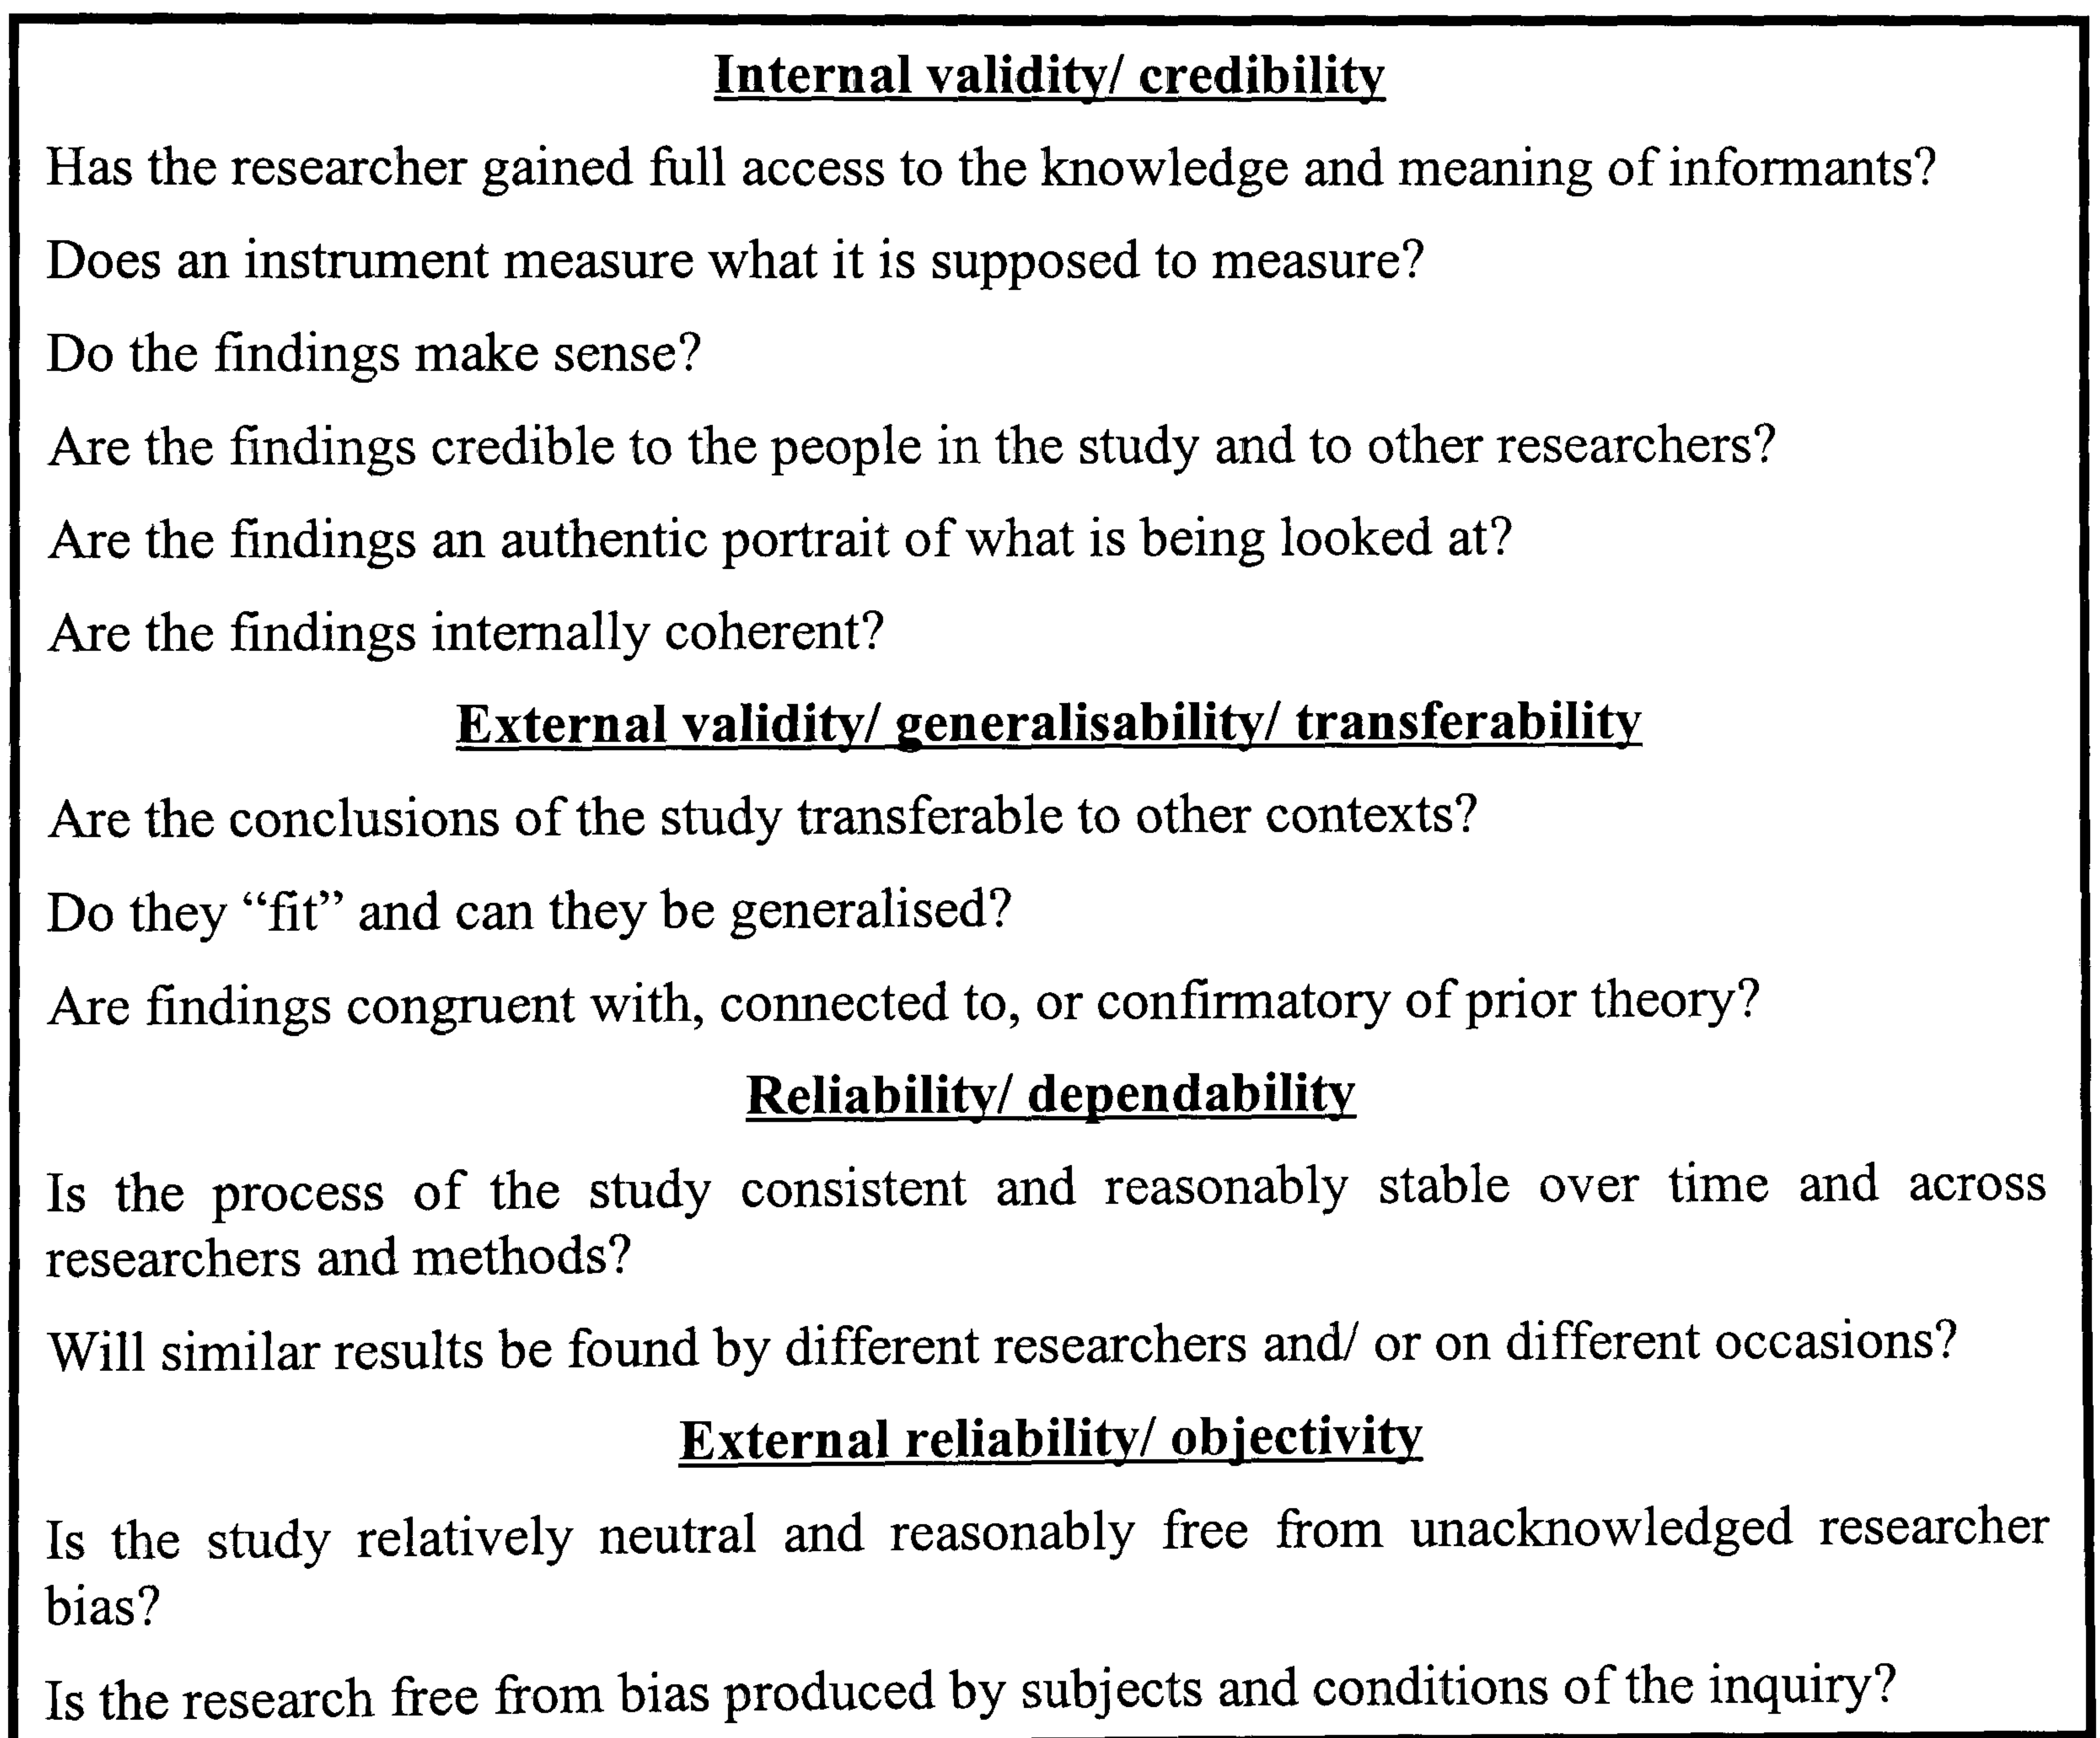 Internal validity/ credibility
Has the researcher gained full access to the knowledge and meaning of informants?
Does an instrument measure what it is supposed to measure?
Do the findings make sense?
Are the findings credible to the people in the study and to other researchers?
Are the findings an authentic portrait of what is being looked at?
Are the findings internally coherent?
External validity/ generalisability/ transferability
Are the conclusions of the study transferable to other contexts?
Do they “fit” and can they be generalised?
Are findings congruent with, connected to, or confirmatory of prior theory?
Reliability/ dependability
Is the process of the study consistent and reasonably stable over time and across
researchers and methods?
Will similar results be found by different researchers and/ or on different occasions?
External reliability/ objectivity
Is the study relatively neutral and reasonably free from unacknowledged researcher
bias?
Is the research free from bias produced by subjects and conditions of the inquiry?